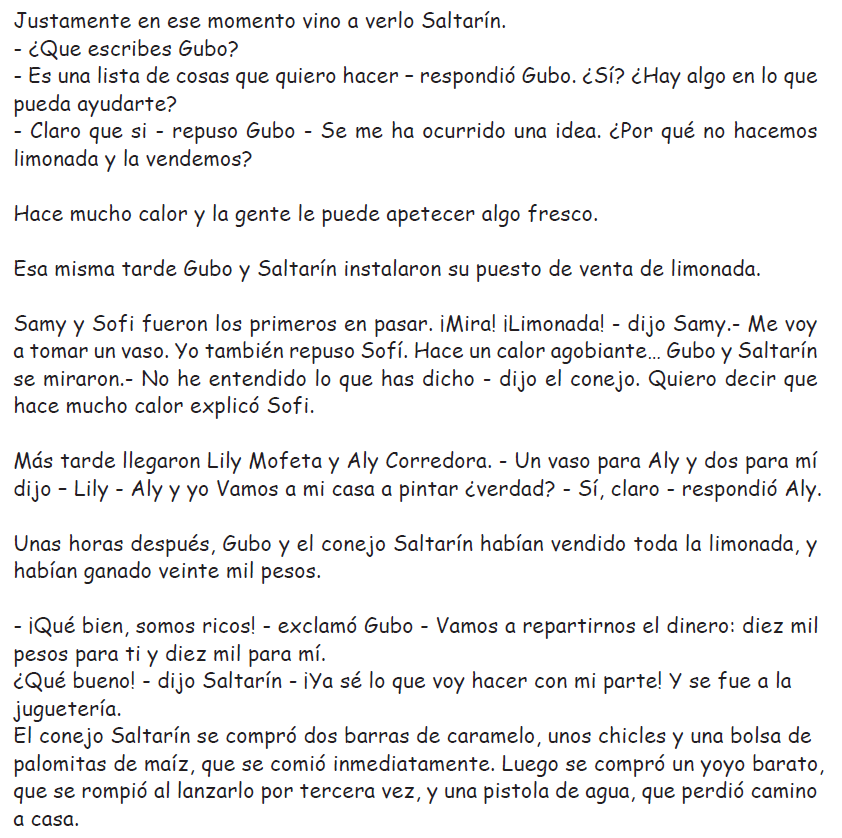 Justamente en ese momento vino a verlo Saltarín.
- ¿Que escribes Gubo?
- Es una lista de cosas que quiero hacer – respondió Gubo. ¿Sí? ¿Hay algo en lo que
pueda ayudarte?
- Claro que si - repuso Gubo - Se me ha ocurrido una idea. ¿Por qué no hacemos
limonada y la vendemos?
Hace mucho calor y la gente le puede apetecer algo fresco.
Esa misma tarde Gubo y Saltarín instalaron su puesto de venta de limonada.
Samy y Sofi fueron los primeros en pasar. ¡Mira! ¡Limonada! - dijo Samy.- Me voy
a tomar un vaso. Yo también repuso Sofí. Hace un calor agobiante… Gubo y Saltarín
se miraron.- No he entendido lo que has dicho - dijo el conejo. Quiero decir que
hace mucho calor explicó Sofi.
Más tarde llegaron Lily Mofeta y Aly Corredora. - Un vaso para Aly y dos para mí
dijo – Lily - Aly y yo Vamos a mi casa a pintar ¿verdad? - Sí, claro - respondió Aly.
Unas horas después, Gubo y el conejo Saltarín habían vendido toda la limonada, y
habían ganado veinte mil pesos.
- ¡Qué bien, somos ricos! - exclamó Gubo - Vamos a repartirnos el dinero: diez mil
pesos para ti y diez mil para mí.
¿Qué bueno! - dijo Saltarín - ¡Ya sé lo que voy hacer con mi parte! Y se fue a la
juguetería.
El conejo Saltarín se compró dos barras de caramelo, unos chicles y una bolsa de
palomitas de maíz, que se comió inmediatamente. Luego se compró un yoyo barato,
que se rompió al lanzarlo por tercera vez, y una pistola de agua, que perdió camino
a casa.